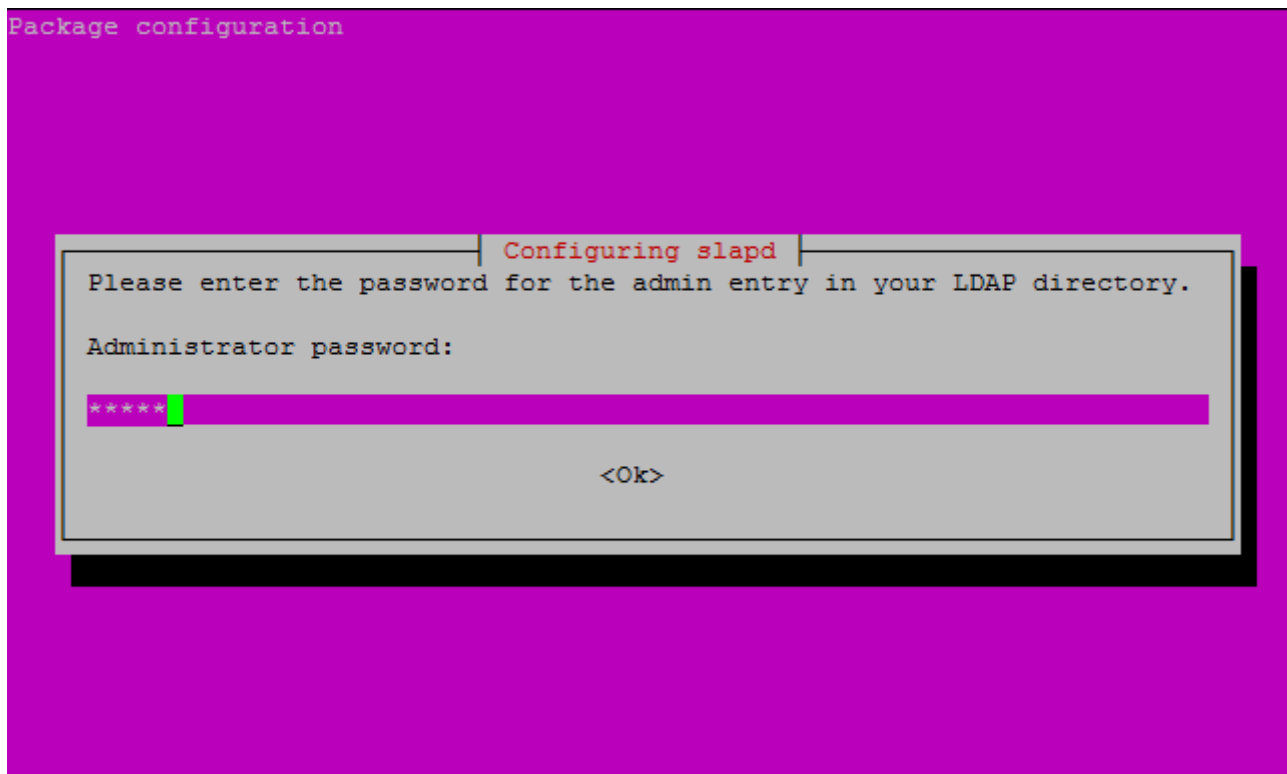 Package configuration
Configuring slapd
Please enter the password for the admin entry in your LDAP directory.
Administrator password:
*****
<Ok>